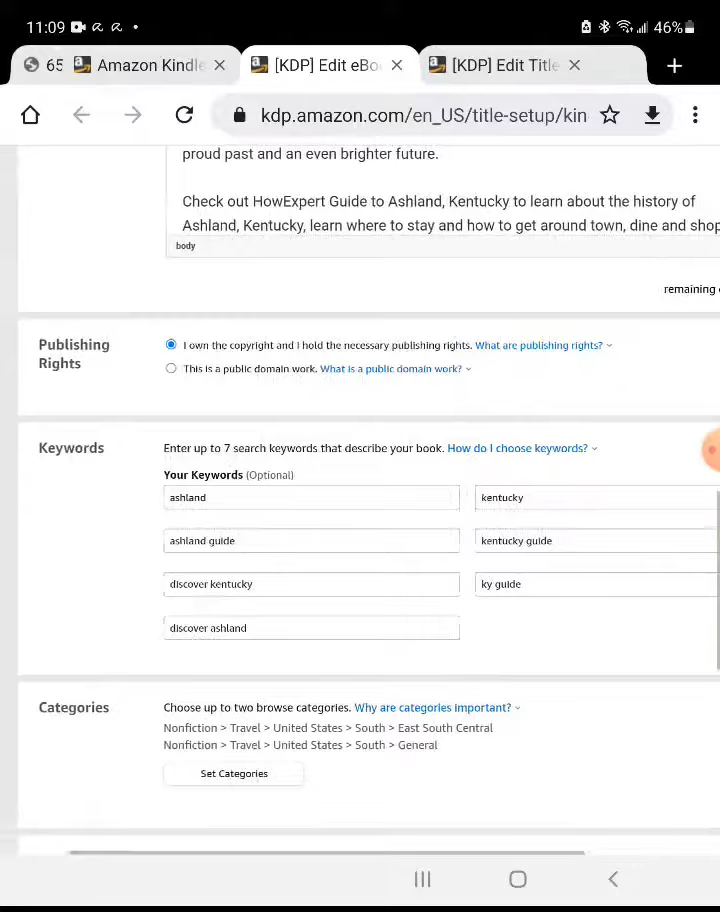 11:09
46%
65 Amazon Kindle
[KDP] Edit eBo
[KDP] Edit Title
kdp.amazon.com/en_US/title-setup/kin
proud past and an even brighter future.
Check out HowExpert Guide to Ashland, Kentucky to learn about the history of
Ashland, Kentucky, learn where to stay and how to get around town, dine and shop
body
remaining
Publishing Rights
I own the copyright and I hold the necessary publishing rights. What are publishing rights?
This is a public domain work. What is a public domain work?
Keywords
Enter up to 7 search keywords that describe your book. How do I choose keywords?
Your Keywords (Optional)
ashland
kentucky
ashland guide
kentucky guide
discover kentucky
ky guide
discover ashland
Categories
Choose up to two browse categories. Why are categories important?
Nonfiction > Travel > United States > South > East South Central
Nonfiction > Travel > United States > South > General
Set Categories